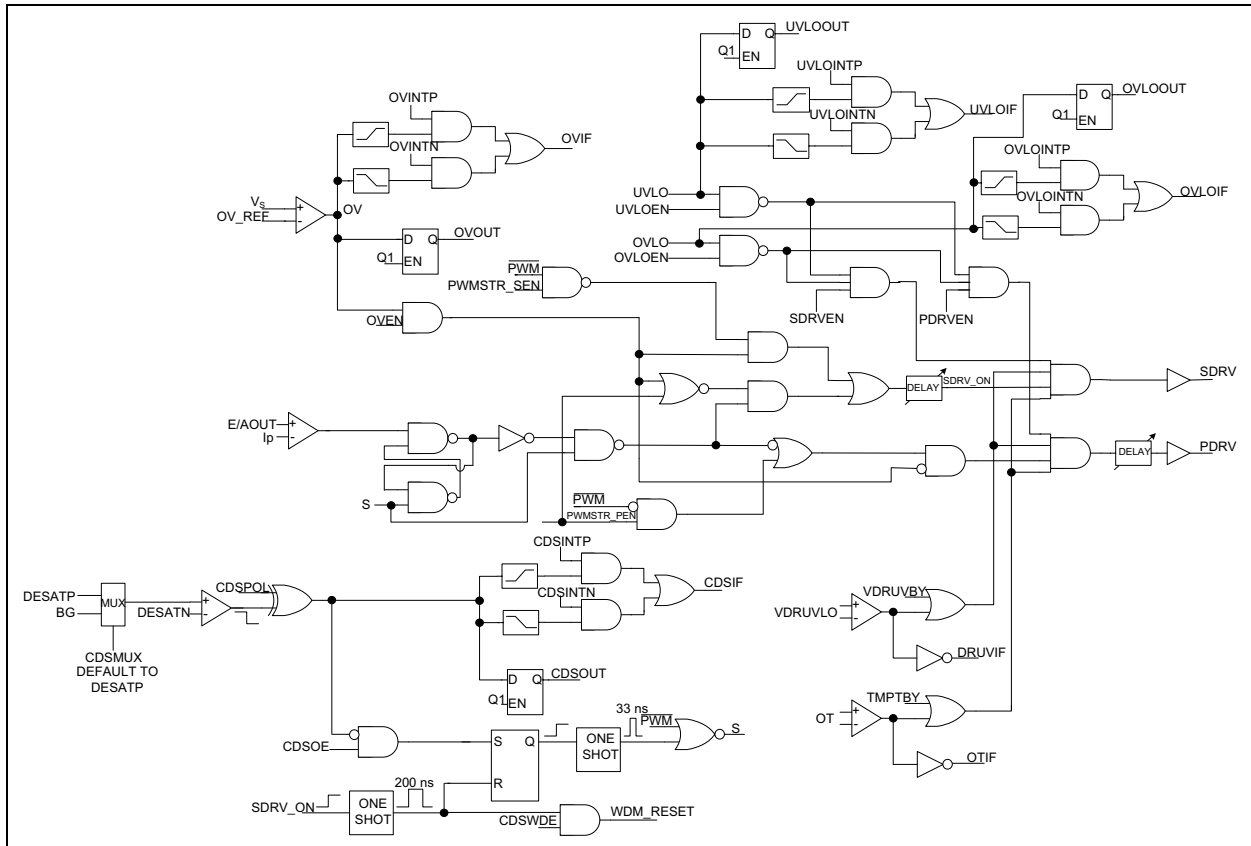 D Q UVLOOUT
Q1 EN
UVLOINTP
UVLOIF
UVLOINTN
D Q OVLOOUT
Q1 EN
OVINTP
OVIF
OVINTN
OVLOINTP
OVLOIF
OVLOINTN
UVLO
UVLOEN
VS +
OV_REF -
OV
D Q OVOUT
Q1 EN
OVLO
OVLOEN
PWM
PWMSTR_SEN
SDRVEN
PDRVEN
OVEN
DELAY
SDRV_ON
SDRV
E/AOUT +
Ip -
DELAY
PDRV
S
PWM
PWMSTR_PEN
CDSINTP
CDSIF
CDSINTN
DESATP
BG
MUX
CDSPOL
DESATN
+
-
CDSMUX
DEFAULT TO
DESATP
D Q CDSOUT
Q1 EN
VDRUVBY
VDRUVLO
+
-
DRUVIF
TMPTBY
OT
+
-
OTIF
CDSOE
S Q
R
33 ns
ONE
SHOT
PWM
S
200 ns
SDRV_ON
ONE
SHOT
CDSWDE
WDM_RESET